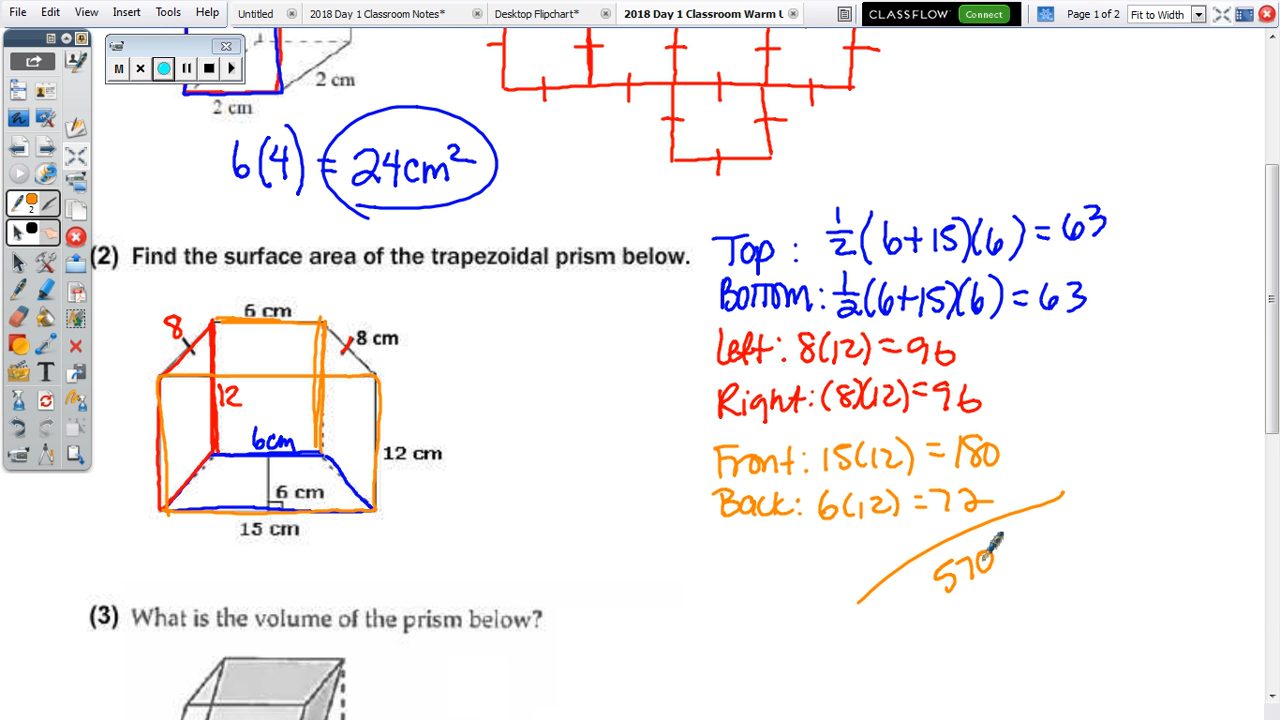 File Edit View Insert Tools Help
Untitled
2018 Day 1 Classroom Notes*
Desktop Flipchart*
2018 Day 1 Classroom Warm U
CLASSFLOW Connect
Page 1 of 2
Fit to Width
M
2
T
2 cm
2 cm
6(4) = 24cm²
(2) Find the surface area of the trapezoidal prism below.
6 cm
8
8 cm
12
6cm
12 cm
6 cm
15 cm
Top: ½(6+15)(6) = 63
Bottom: ½(6+15)(6) = 63
Left: 8(12) = 96
Right: (8)(12) = 96
Front: 15(12) = 180
Back: 6(12) = 72
570
(3) What is the volume of the prism below?